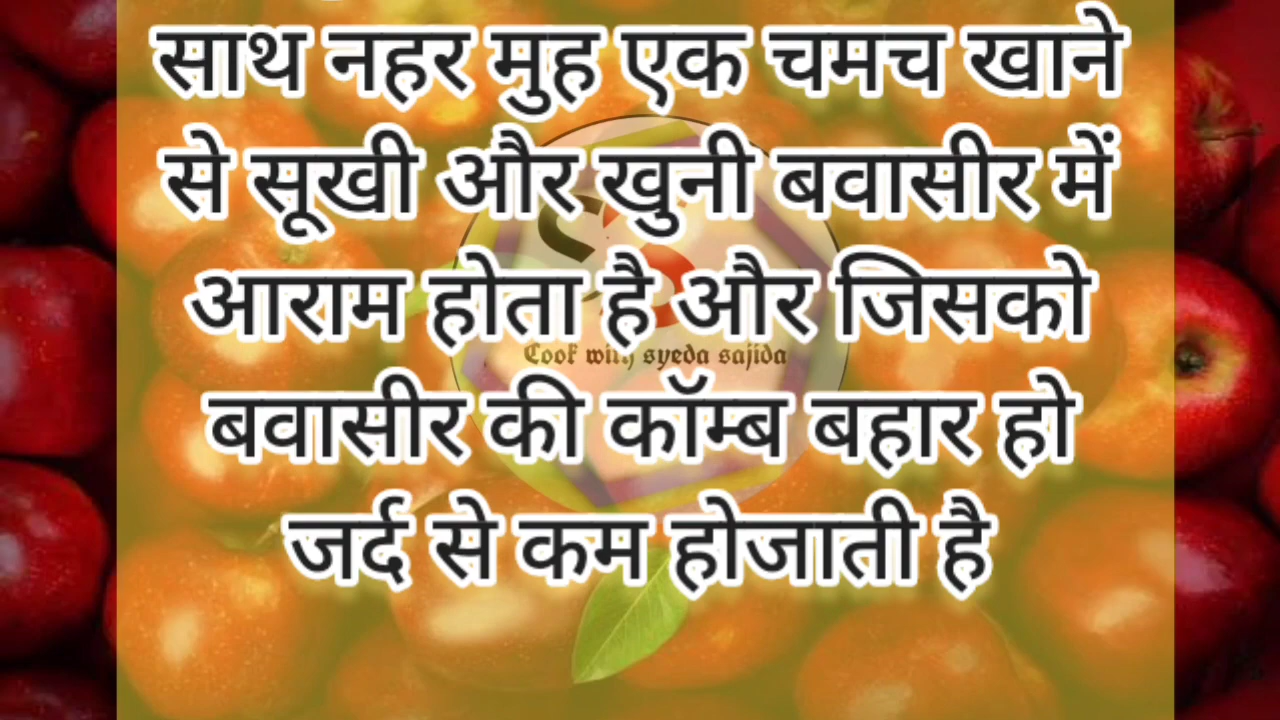 साथ नहर मुह एक चमच खाने
से सूखी और खुनी बवासीर में
आराम होता है और जिसको
Cook with syeda sajida
बवासीर की कॉम्ब बहार हो
जर्द से कम होजाती है